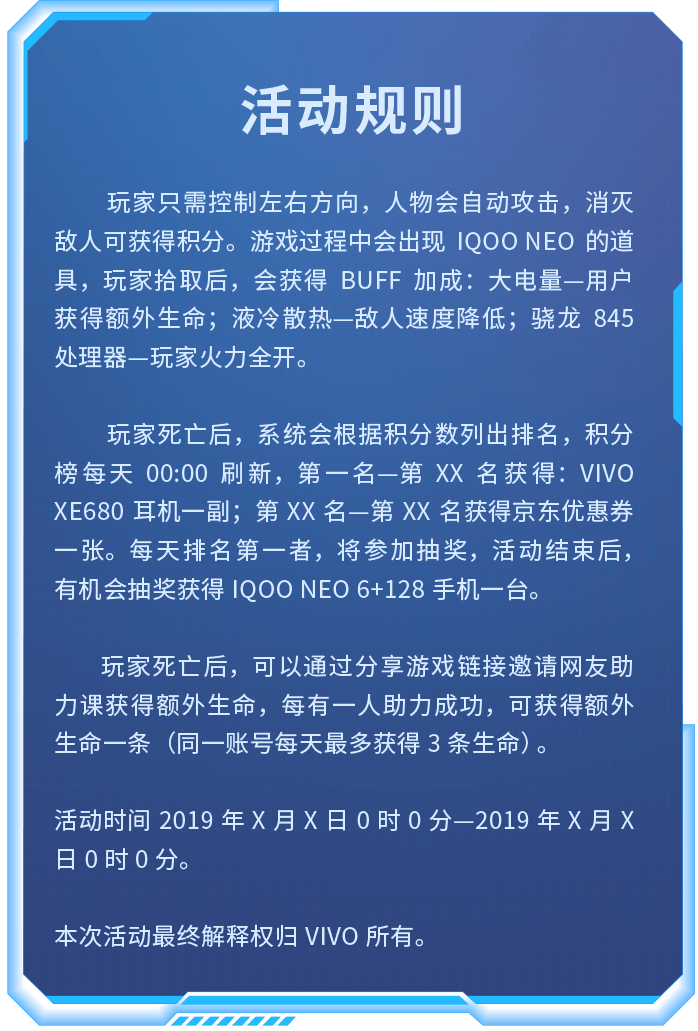 活动规则
玩家只需控制左右方向，人物会自动攻击，消灭
敌人可获得积分。游戏过程中会出现 IQOO NEO 的道
具，玩家拾取后，会获得 BUFF 加成：大电量—用户
获得额外生命；液冷散热—敌人速度降低；骁龙 845
处理器—玩家火力全开。
玩家死亡后，系统会根据积分数列出排名，积分
榜每天 00:00 刷新，第一名—第 XX 名获得：VIVO
XE680 耳机一副；第 XX 名—第 XX 名获得京东优惠券
一张。每天排名第一者，将参加抽奖，活动结束后，
有机会抽奖获得 IQOO NEO 6+128 手机一台。
玩家死亡后，可以通过分享游戏链接邀请网友助
力课获得额外生命，每有一人助力成功，可获得额外
生命一条（同一账号每天最多获得 3 条生命）。
活动时间 2019 年 X 月 X 日 0 时 0 分—2019 年 X 月 X
日 0 时 0 分。
本次活动最终解释权归 VIVO 所有。